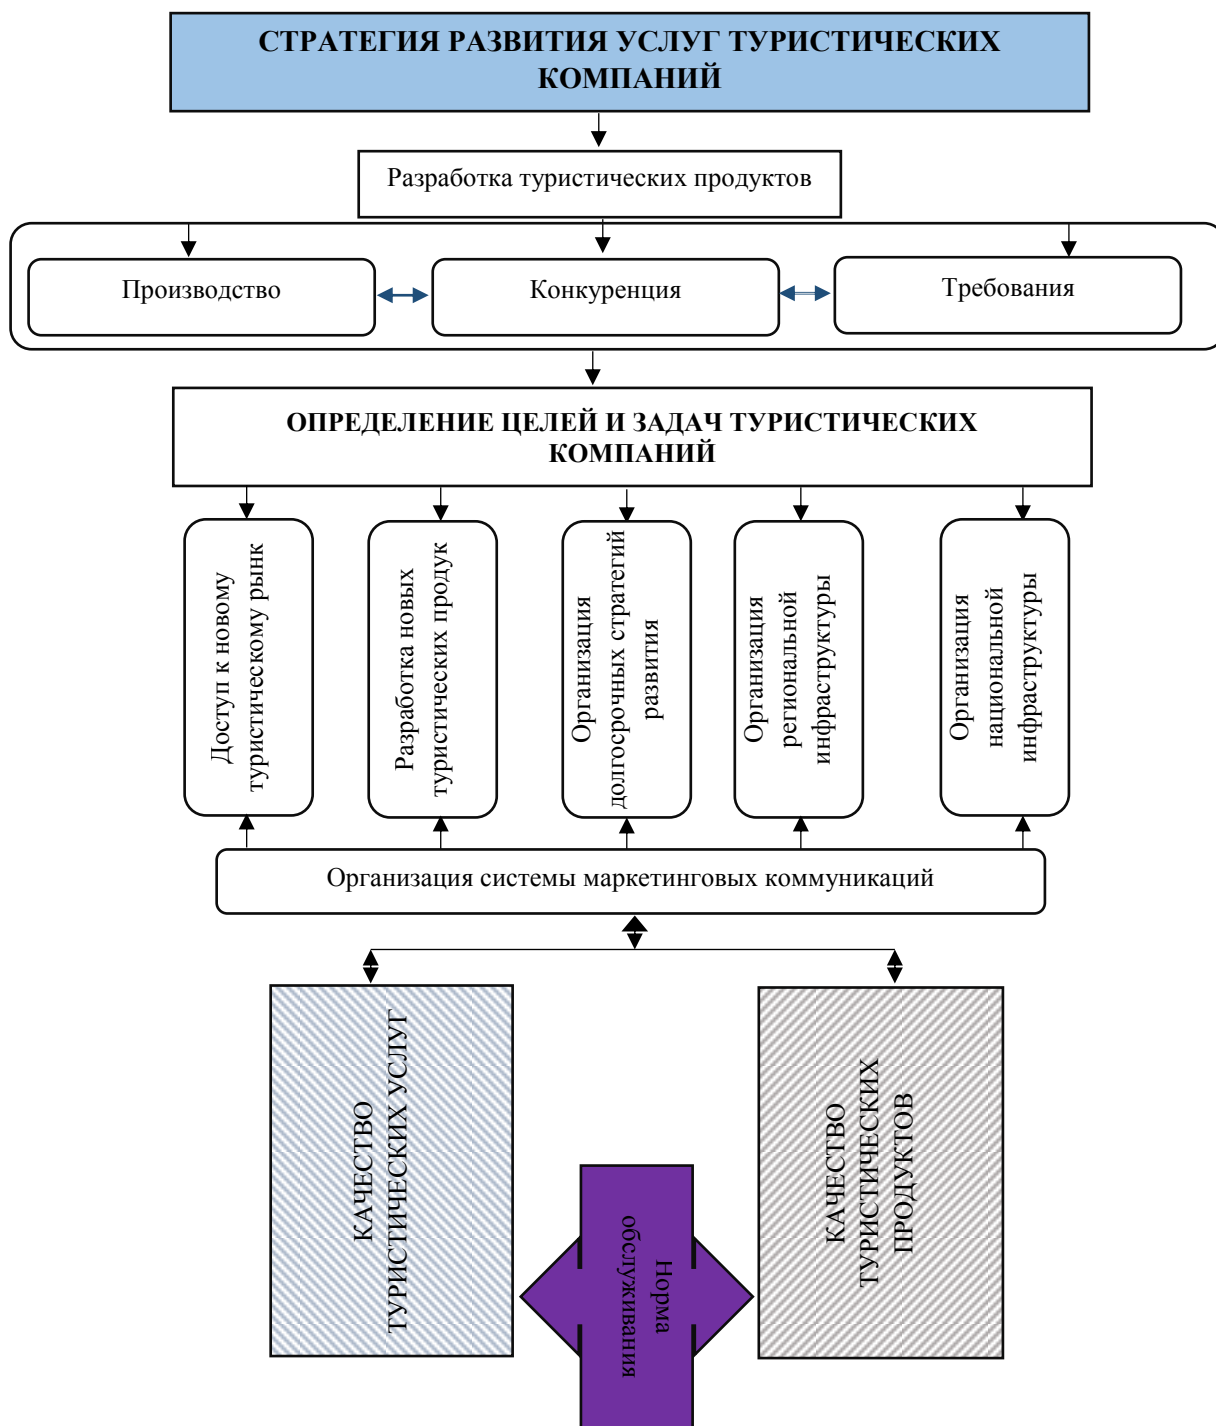 СТРАТЕГИЯ РАЗВИТИЯ УСЛУГ ТУРИСТИЧЕСКИХ
КОМПАНИЙ
Разработка туристических продуктов
Производство
Конкуренция
Требования
ОПРЕДЕЛЕНИЕ ЦЕЛЕЙ И ЗАДАЧ ТУРИСТИЧЕСКИХ
КОМПАНИЙ
Доступ к новому
туристическому рынк
Разработка новых
туристических продук
Организация
долгосрочных стратегий
развития
Организация
региональной
инфраструктуры
Организация
национальной
инфраструктуры
Организация системы маркетинговых коммуникаций
КАЧЕСТВО
ТУРИСТИЧЕСКИХ УСЛУГ
КАЧЕСТВО
ТУРИСТИЧЕСКИХ
ПРОДУКТОВ
Норма
обслуживания